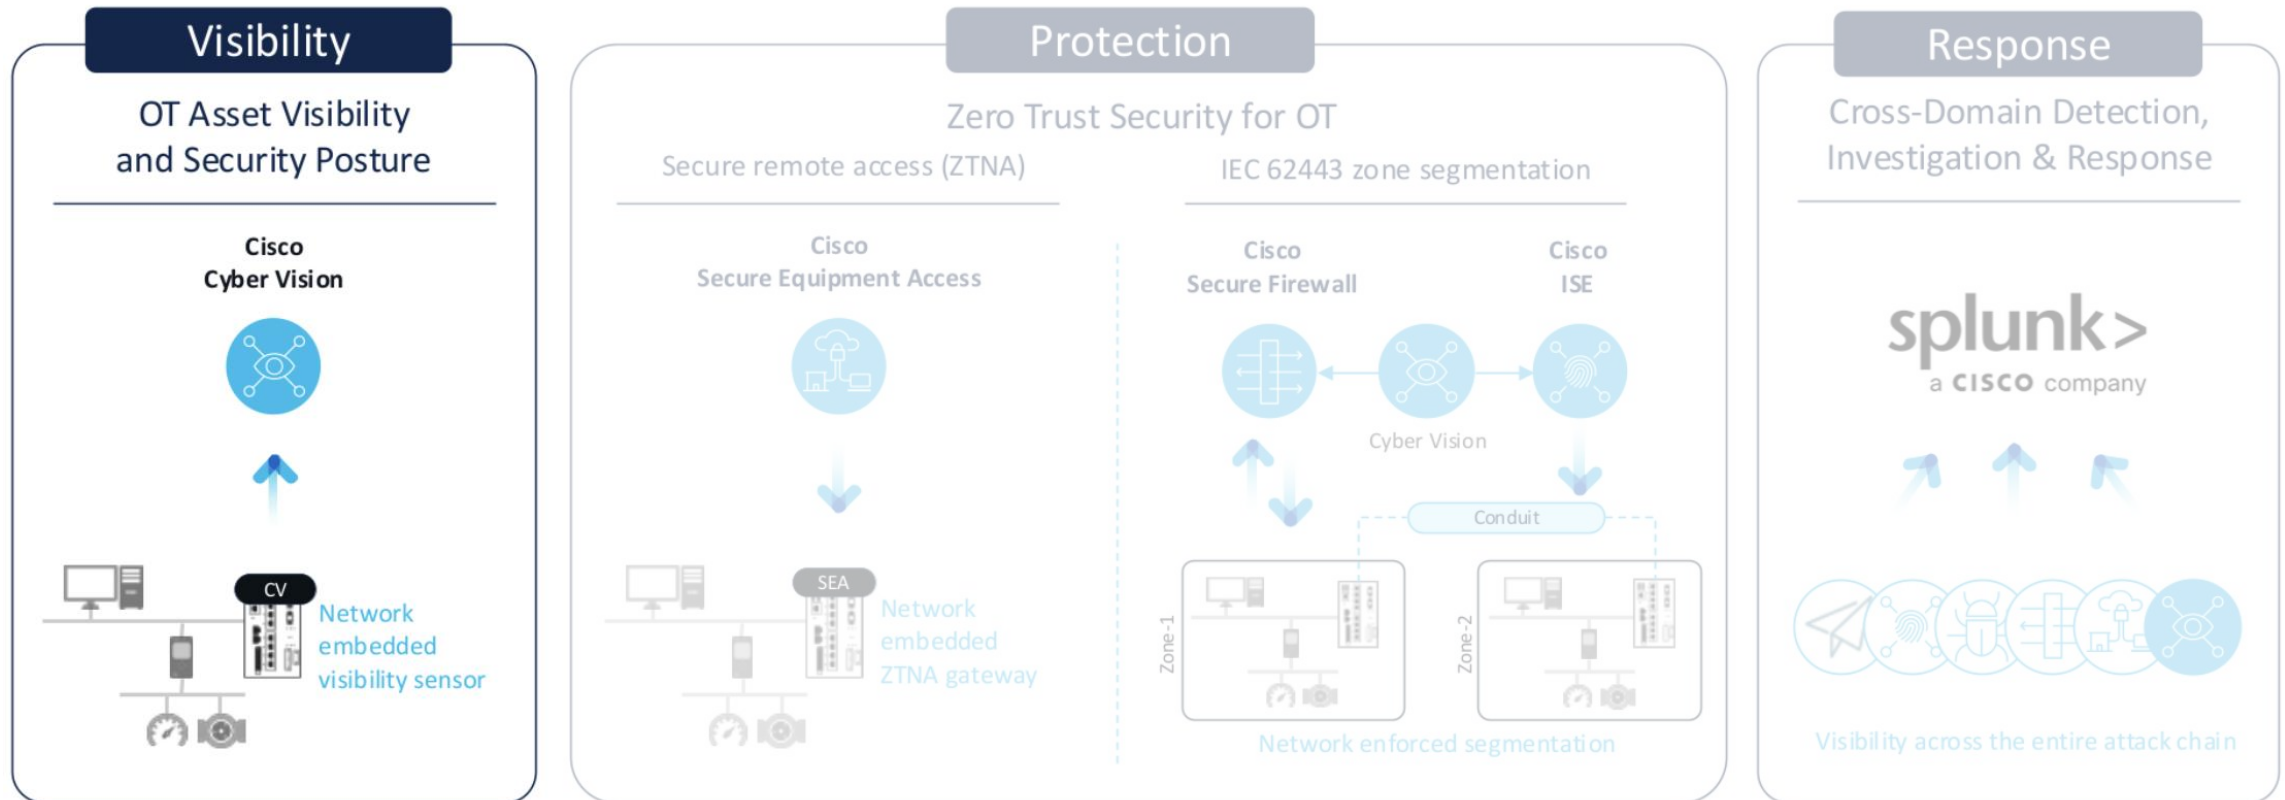 Visibility
OT Asset Visibility
and Security Posture
Cisco
Cyber Vision
CV
Network
embedded
visibility sensor
Protection
Zero Trust Security for OT
Secure remote access (ZTNA)
Cisco
Secure Equipment Access
SEA
Network
embedded
ZTNA gateway
IEC 62443 zone segmentation
Cisco
Secure Firewall
Cisco
ISE
Cyber Vision
Conduit
Zone-1
Zone-2
Network enforced segmentation
Response
Cross-Domain Detection,
Investigation & Response
splunk>
a CISCO company
Visibility across the entire attack chain